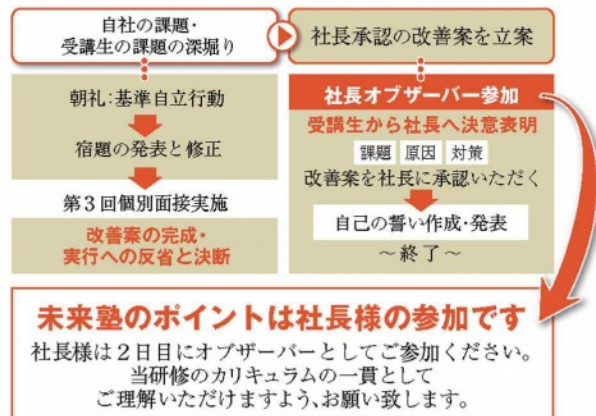 自社の課題・
受講生の課題の深堀り
朝礼：基準自立行動
宿題の発表と修正
第3回個別面接実施
改善案の完成・
実行への反省と決断
社長承認の改善案を立案
社長オブザーバー参加
受講生から社長へ決意表明
課題 原因 対策
改善案を社長に承認いただく
自己の誓い作成・発表
～終了～
未来塾のポイントは社長様の参加です
社長様は2日目にオブザーバーとしてご参加ください。
当研修のカリキュラムの一貫として
ご理解いただけますよう、お願い致します。